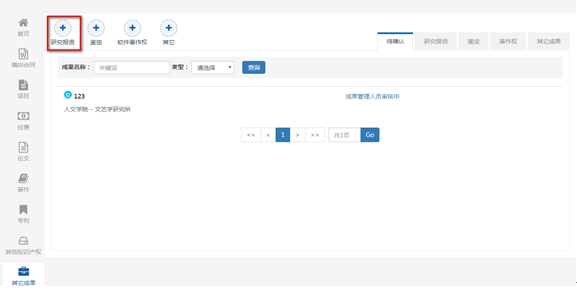 首页
横向合同
项目
经费
论文
著作
专利
其他知识产权
其它成果
研究报告 鉴定 软件著作权 其它
待确认 研究报告 鉴定 著作权 其它成果
成果名称： 关键词 类型： 请选择 查询
123 成果管理人员审核中
人文学院-- 文艺学研究所
<< < 1 > >> 共1页 Go